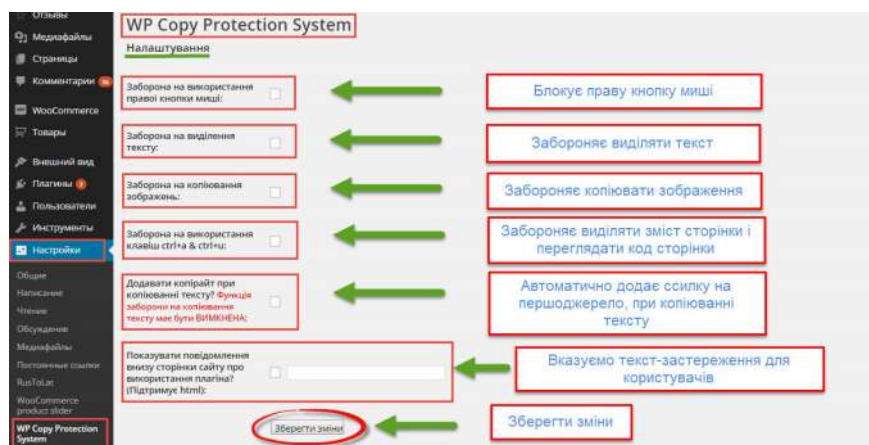 Отзывы
Медиафайлы
Страницы
Комментарии
WooCommerce
Товары
Внешний вид
Плагины
Пользователи
Инструменты
Настройки
Общие
Написание
Чтение
Обсуждение
Медиафайлы
Постоянные ссылки
RusToLat
WooCommerce
product slider
WP Copy Protection
System
WP Copy Protection System
Налаштування
Заборона на використання
правої кнопки миші:
Блокує праву кнопку миші
Заборона на виділення
тексту:
Забороняє виділяти текст
Заборона на копіювання
зображень:
Забороняє копіювати зображення
Заборона на використання
клавіш ctrl+a & ctrl+u:
Забороняє виділяти зміст сторінки і
переглядати код сторінки
Додавати копірайт при
копіюванні тексту? Функція
заборони на копіювання
тексту має бути ВИМКНЕНА:
Автоматично додає ссилку на
першоджерело, при копіюванні
тексту
Показувати повідомлення
внизу сторінки сайту про
використання плагіна?
(Підтримує html):
Вказуємо текст-застереження для
користувачів
Зберегти зміни
Зберегти зміни